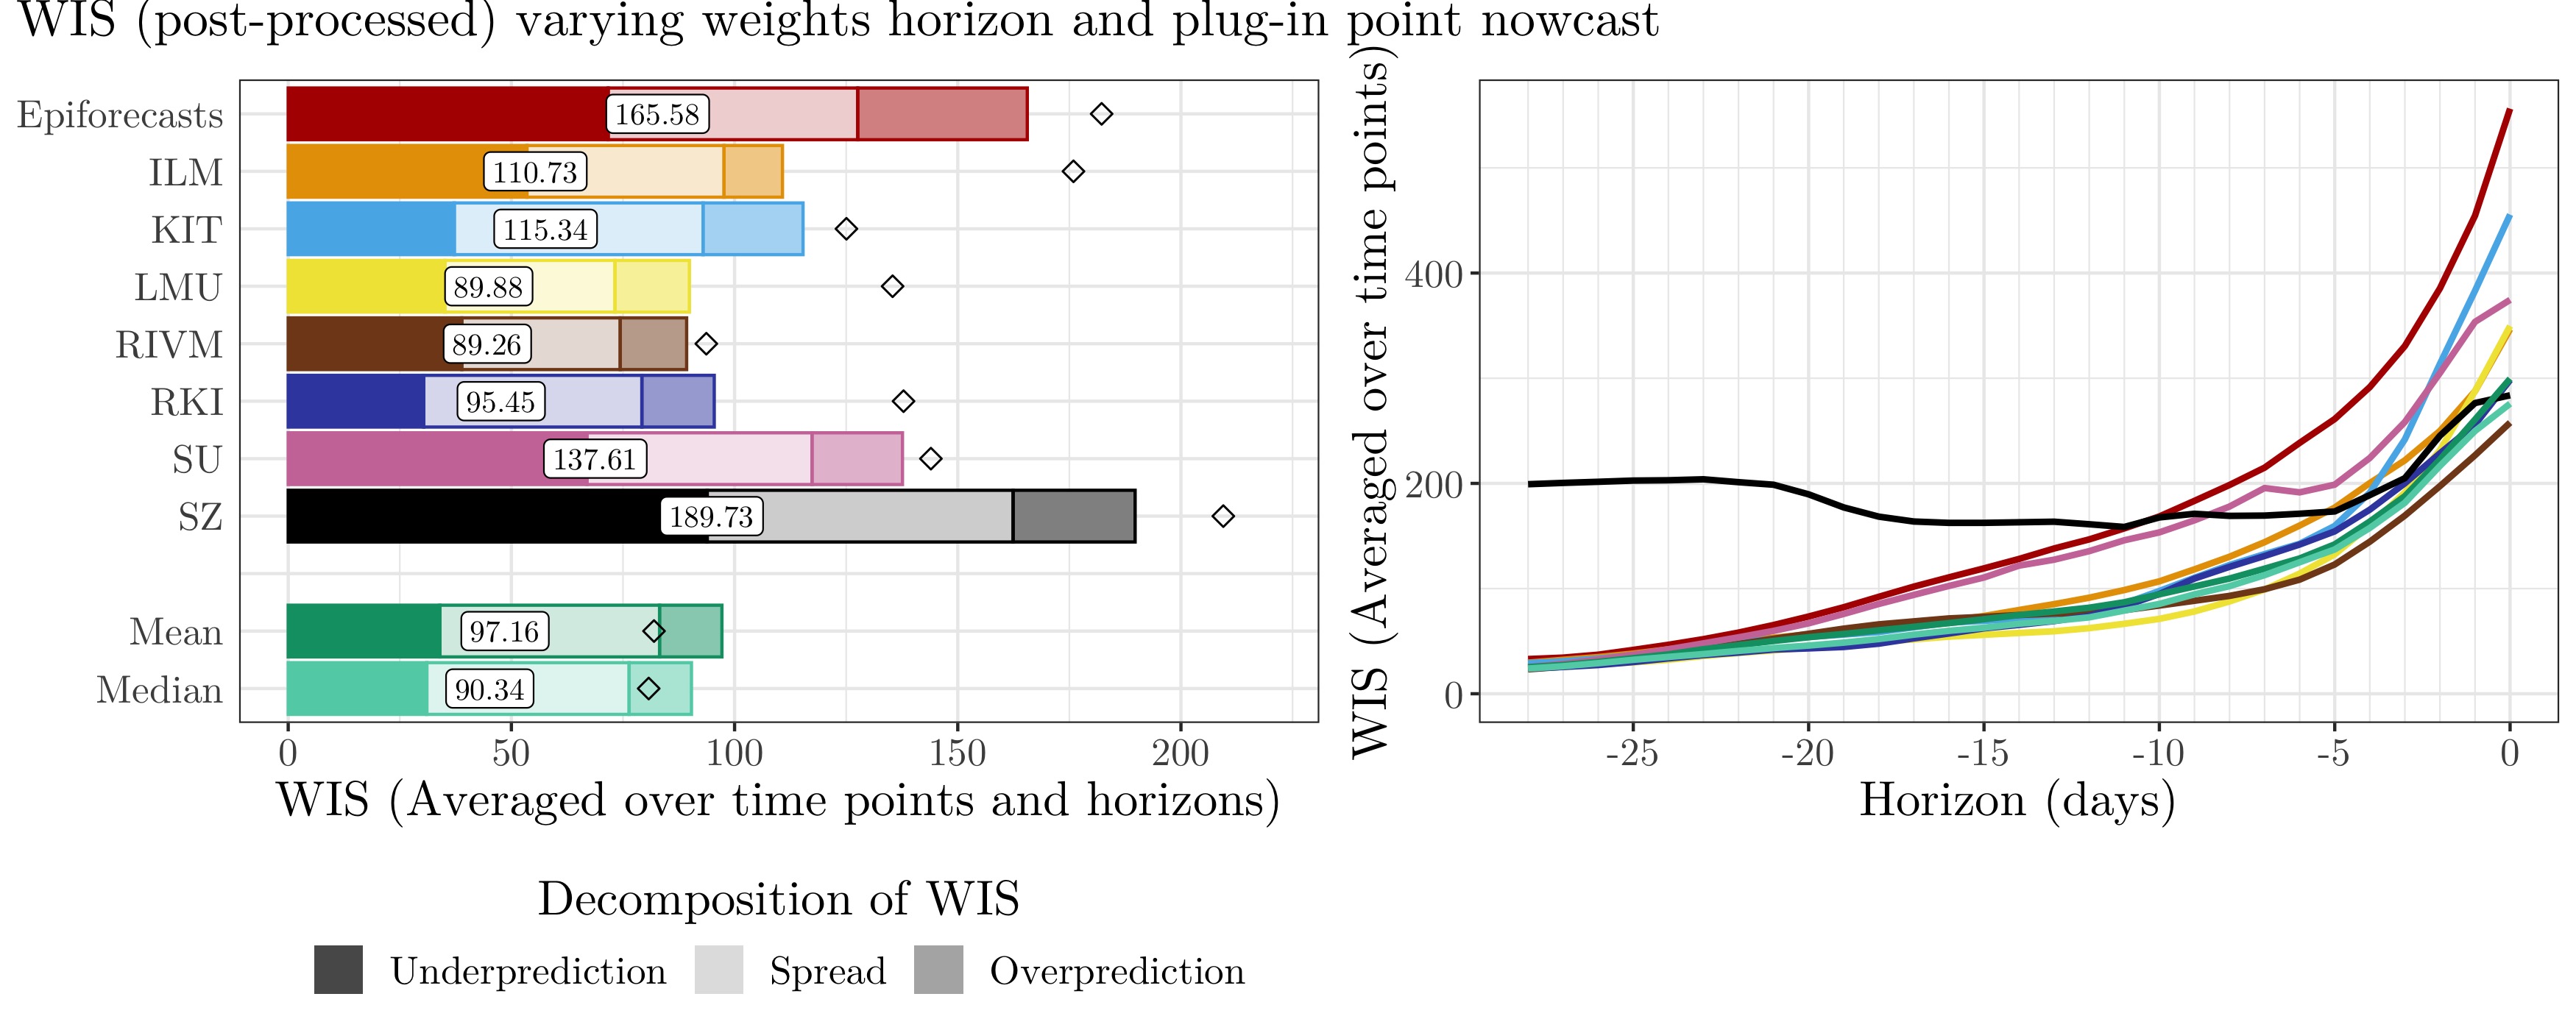 WIS (post-processed) varying weights horizon and plug-in point nowcast
Epiforecasts
165.58
ILM
110.73
KIT
115.34
LMU
89.88
RIVM
89.26
RKI
95.45
SU
137.61
SZ
189.73
Mean
97.16
Median
90.34
0 50 100 150 200
WIS (Averaged over time points and horizons)
WIS (Averaged over time points)
400
200
0
-25 -20 -15 -10 -5 0
Horizon (days)
Decomposition of WIS
Underprediction Spread Overprediction